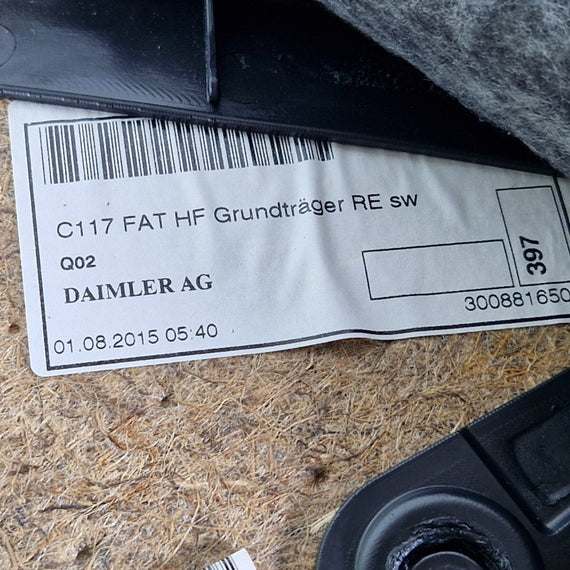 C117 FAT HF Grundträger RE sw
Q02
DAIMLER AG
397
300881650
01.08.2015 05:40